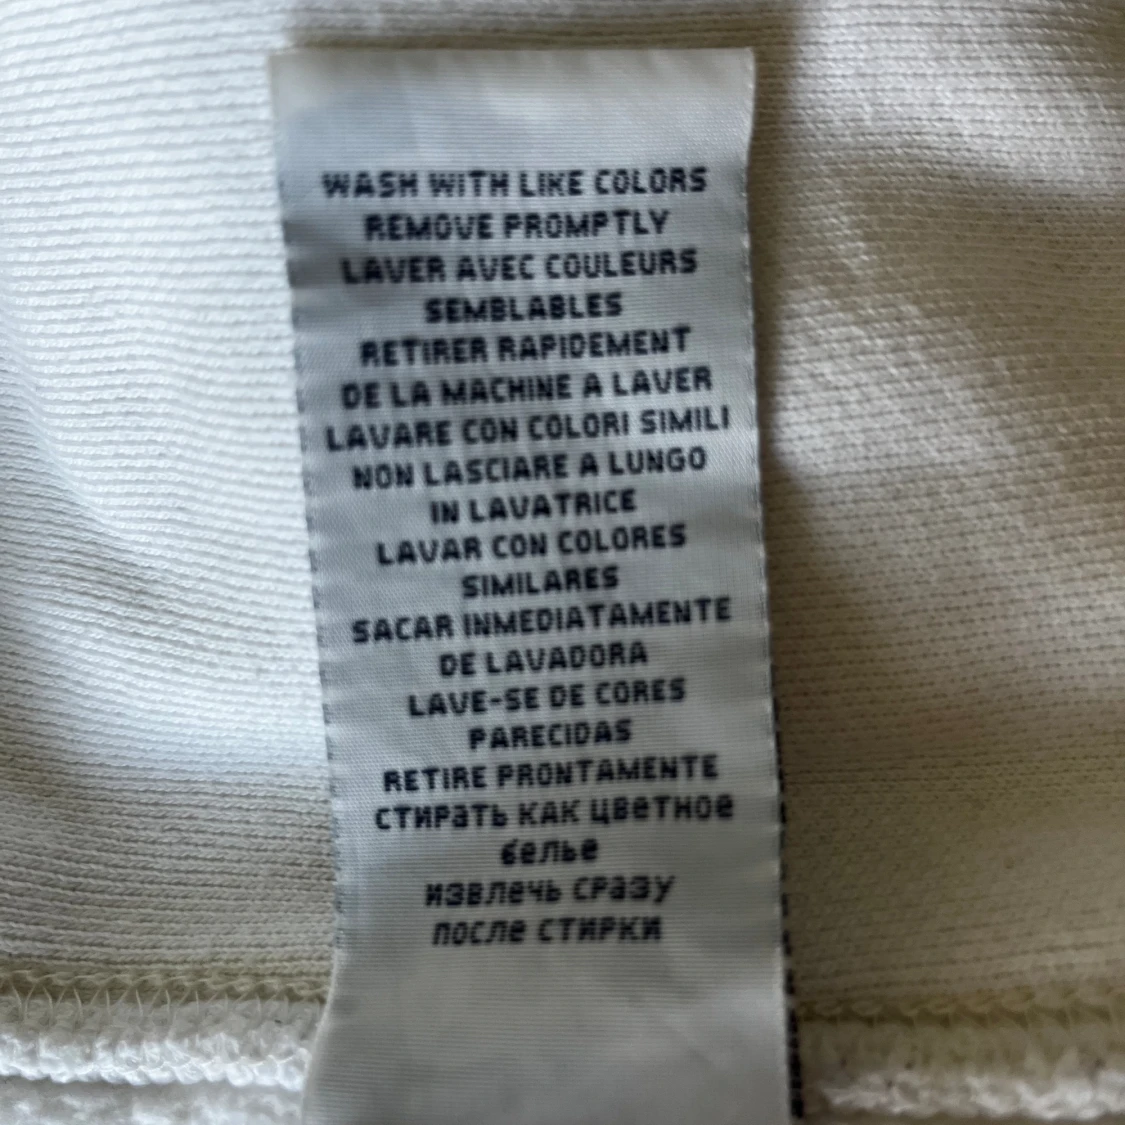 WASH WITH LIKE COLORS
REMOVE PROMPTLY
LAVER AVEC COULEURS
SEMBLABLES
RETIRER RAPIDEMENT
DE LA MACHINE A LAVER
LAVARE CON COLORI SIMILI
NON LASCIARE A LUNGO
IN LAVATRICE
LAVAR CON COLORES
SIMILARES
SACAR INMEDIATAMENTE
DE LAVADORA
LAVE-SE DE CORES
PARECIDAS
RETIRE PRONTAMENTE
стирать как цветное
белье
извлечь сразу
после стирки